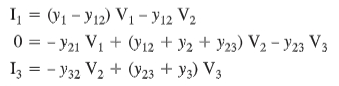 I₁ = (y₁ – y₁₂) V₁ – y₁₂ V₂
0 = – y₂₁ V₁ + (y₁₂ + y₂ + y₂₃) V₂ – y₂₃ V₃
I₃ = – y₃₂ V₂ + (y₂₃ + y₃) V₃